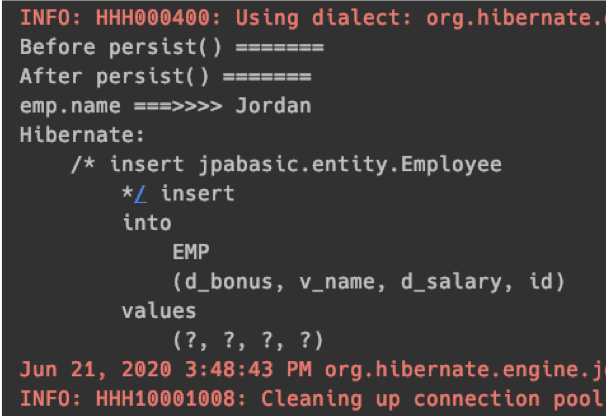 INFO: HHH000400: Using dialect: org.hibernate.
Before persist() =======
After persist() =======
emp.name ===>>>> Jordan
Hibernate:
/* insert jpabasic.entity.Employee
*/ insert
into
EMP
(d_bonus, v_name, d_salary, id)
values
(?, ?, ?, ?)
Jun 21, 2020 3:48:43 PM org.hibernate.engine.j
INFO: HHH10001008: Cleaning up connection pool